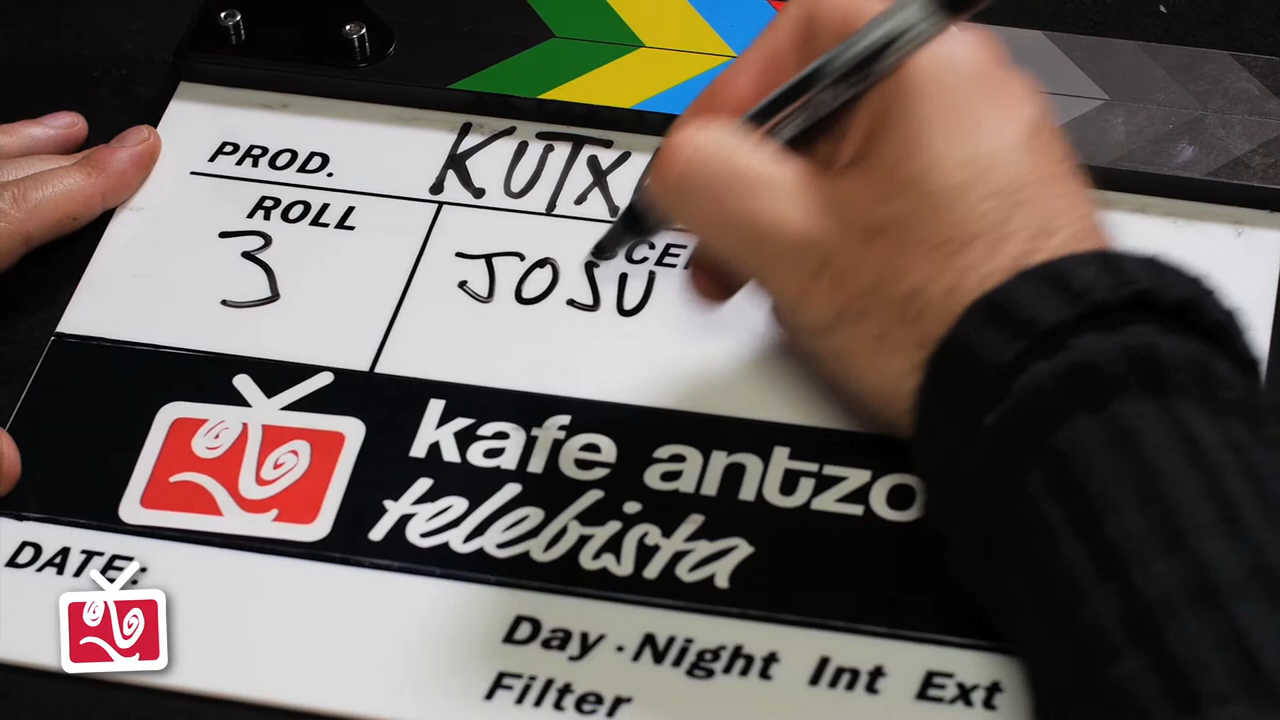 PROD. KUTX
ROLL
3 JOSU
kafe antzo
telebista
DATE:
Day · Night Int Ext
Filter